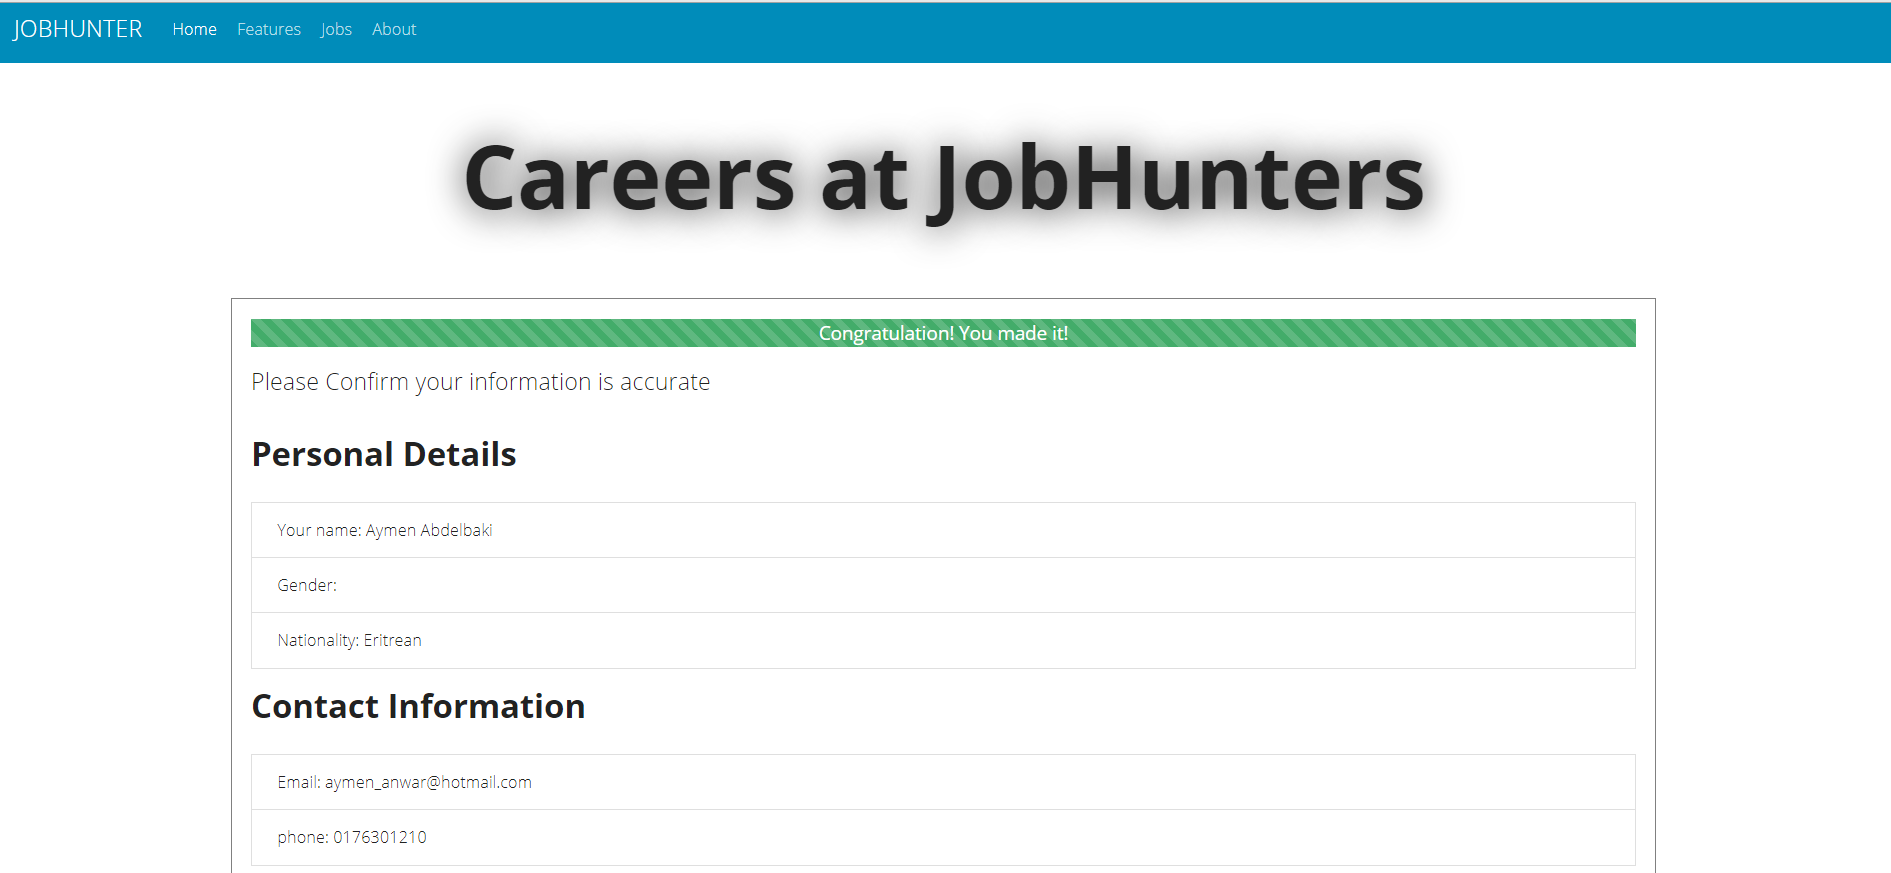 JOBHUNTER Home Features Jobs About
Careers at JobHunters
Congratulation! You made it!
Please Confirm your information is accurate
Personal Details
Your name: Aymen Abdelbaki
Gender:
Nationality: Eritrean
Contact Information
Email: aymen_anwar@hotmail.com
phone: 0176301210